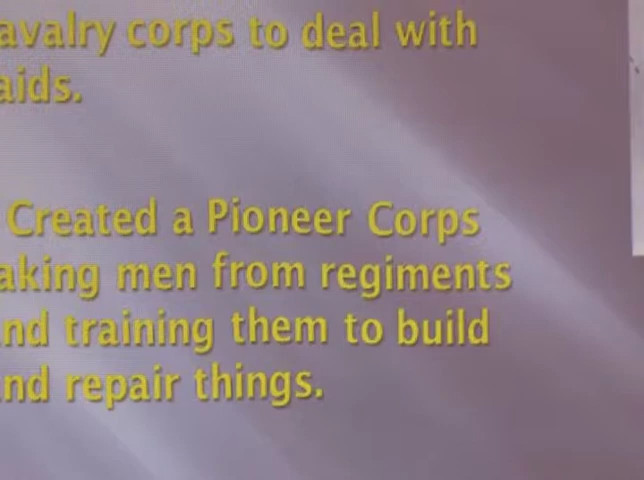 avalry corps to deal with
aids.
Created a Pioneer Corps
aking men from regiments
nd training them to build
nd repair things.